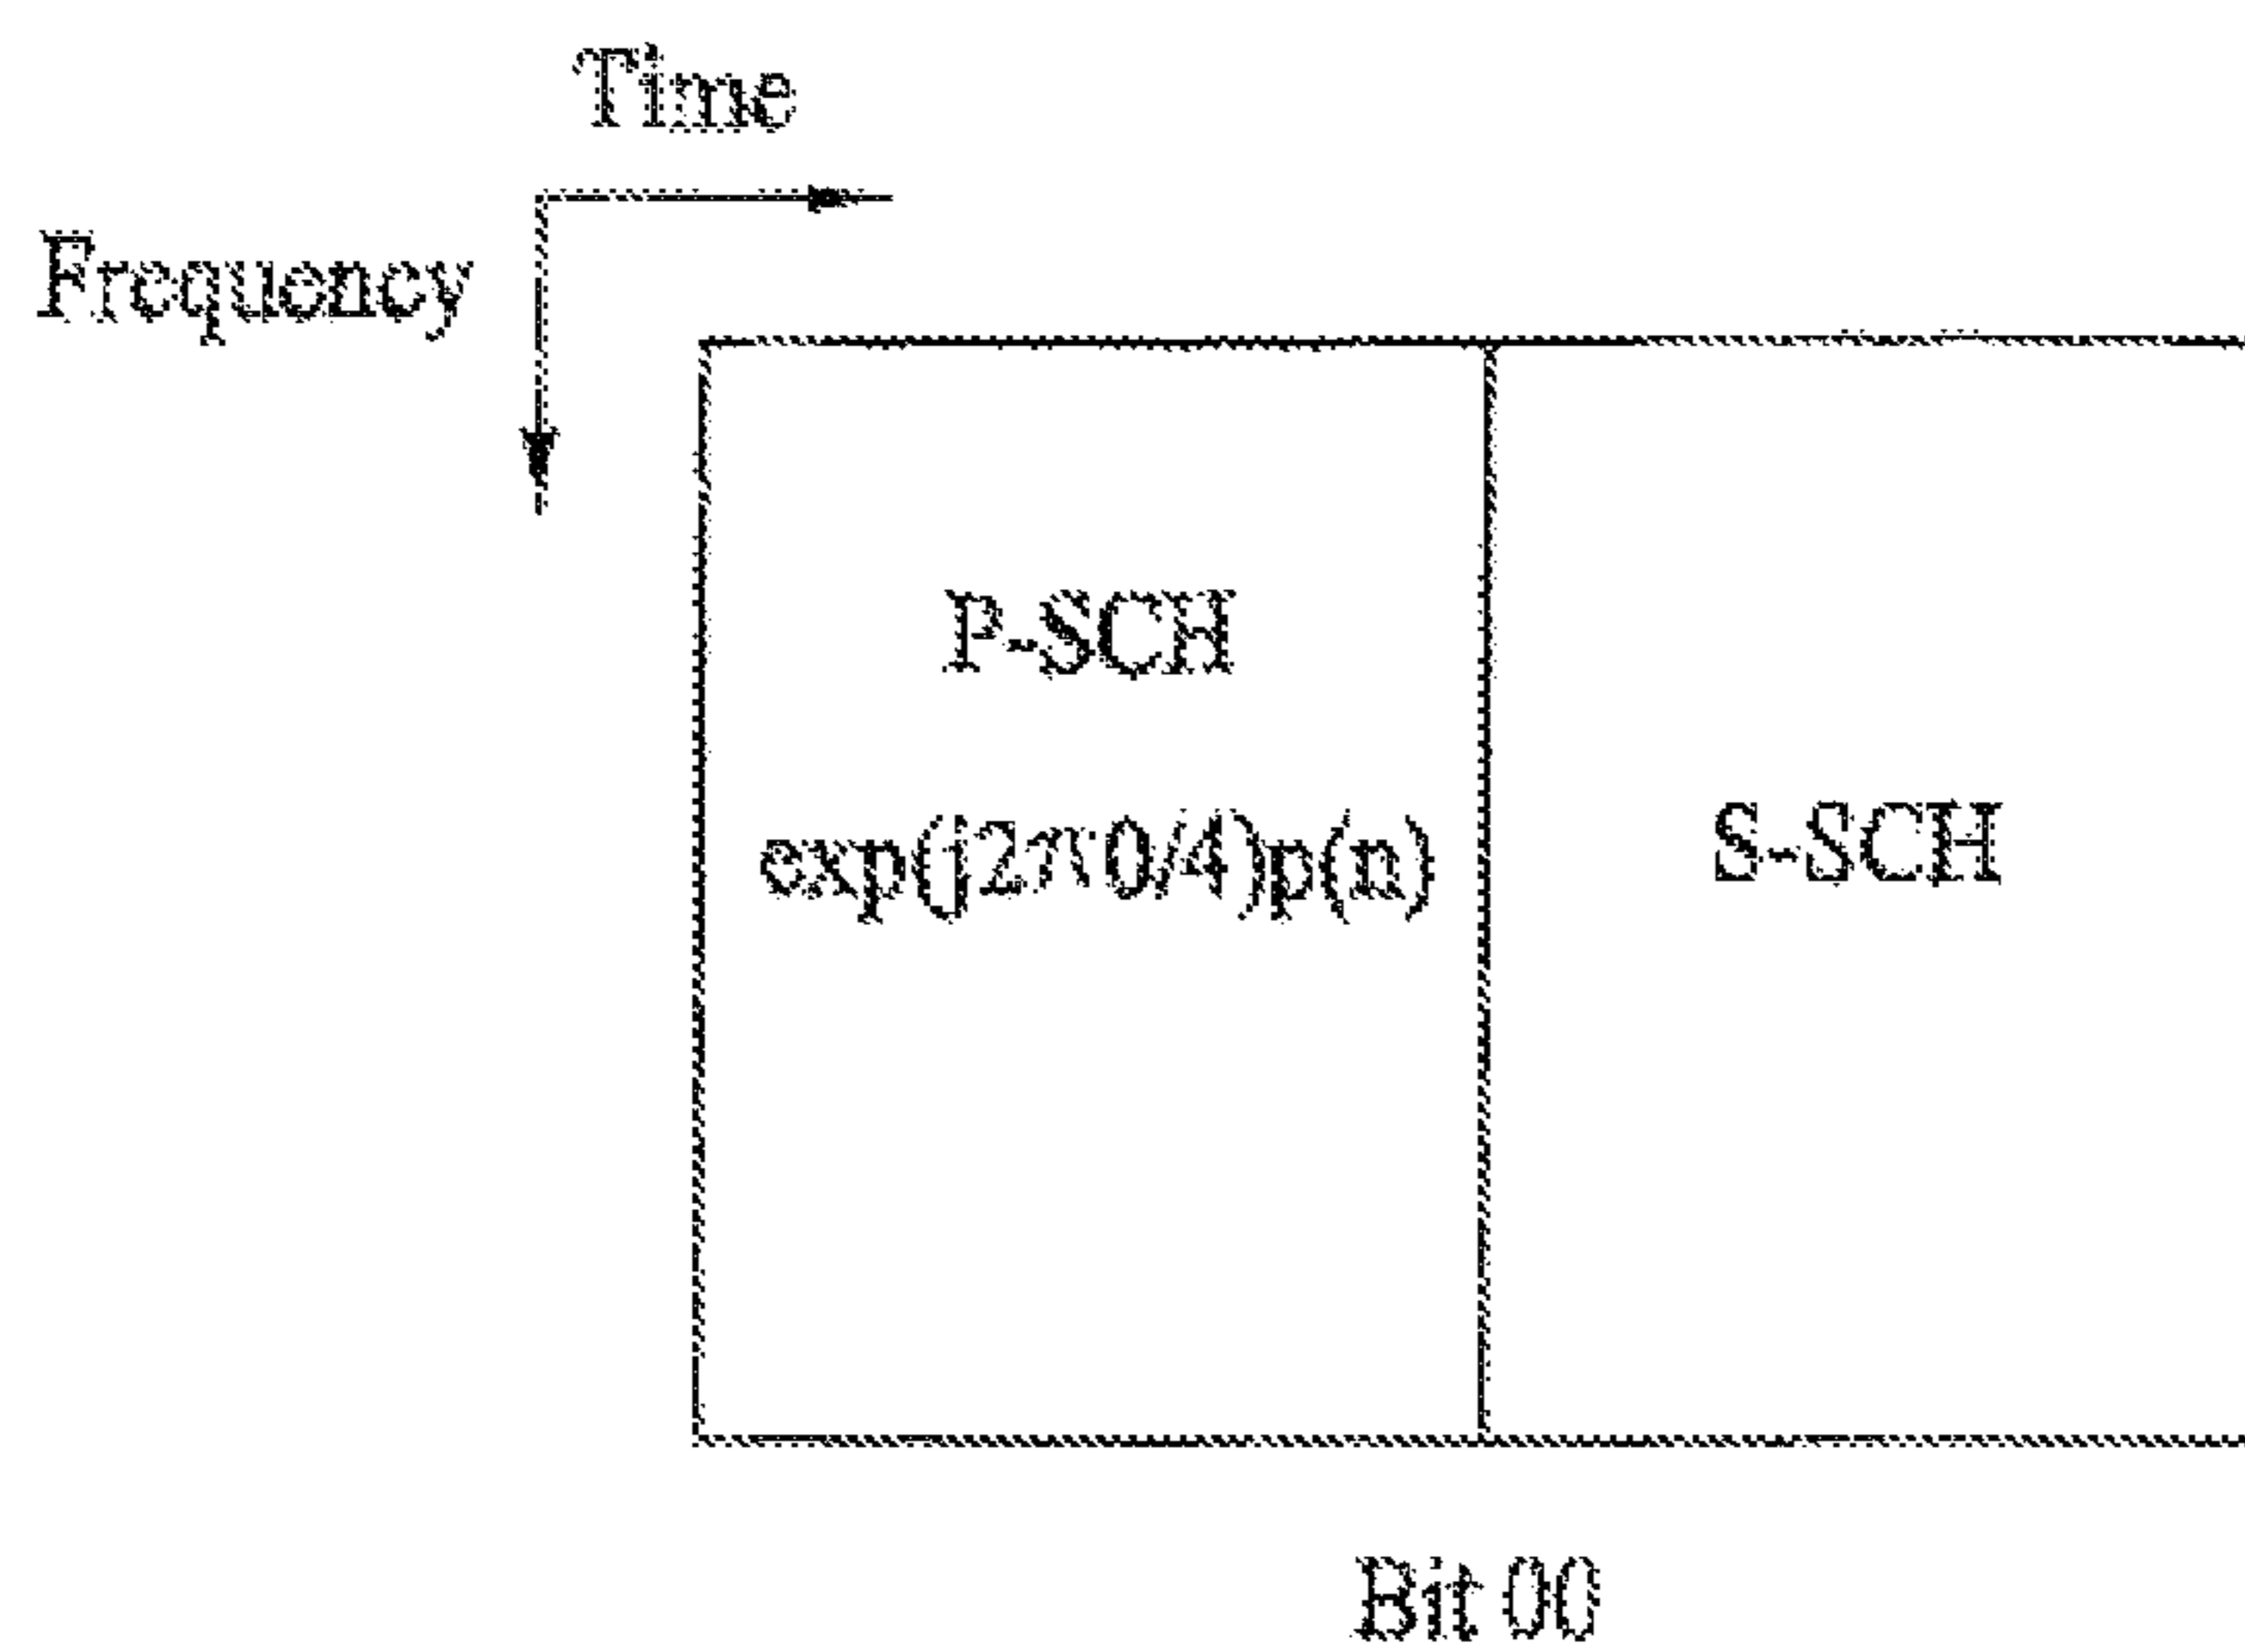 Time
Frequency
P-SCH
exp(j2π0/4)p(n)
S-SCH
Bit 00